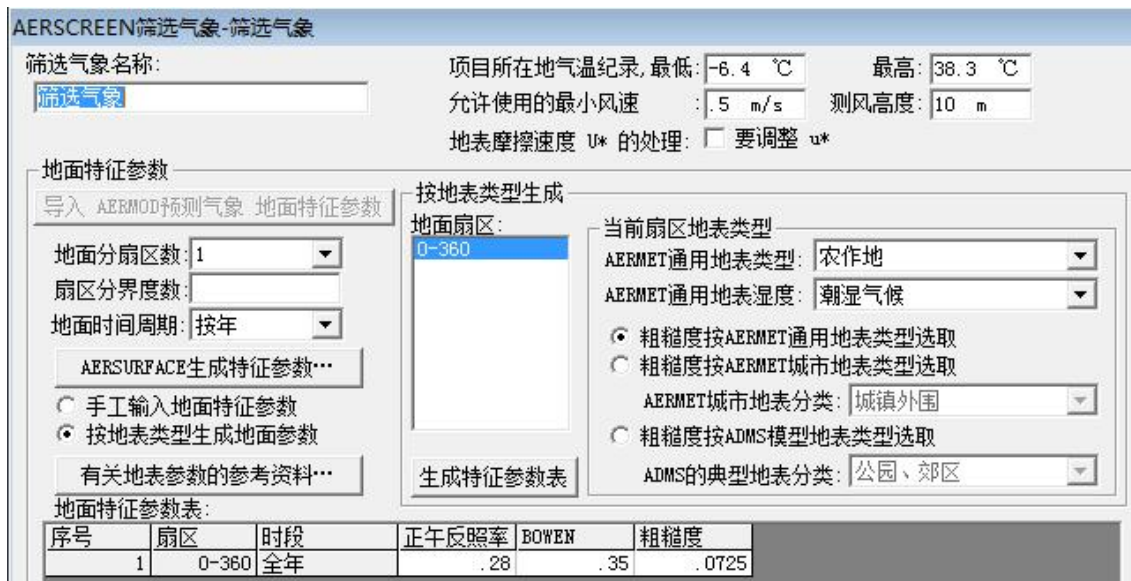 AERSCREEN筛选气象-筛选气象
筛选气象名称:
筛选气象
项目所在地气温纪录,最低: -6.4 ℃ 最高: 38.3 ℃
允许使用的最小风速 : .5 m/s 测风高度: 10 m
地表摩擦速度 U* 的处理: 要调整 u*
地面特征参数
导入 AERMOD预测气象 地面特征参数
地面分扇区数: 1
扇区分界度数:
地面时间周期: 按年
AERSURFACE生成特征参数…
手工输入地面特征参数
按地表类型生成地面参数
有关地表参数的参考资料…
按地表类型生成
地面扇区:
0-360
生成特征参数表
当前扇区地表类型
AERMET通用地表类型: 农作地
AERMET通用地表湿度: 潮湿气候
粗糙度按AERMET通用地表类型选取
粗糙度按AERMET城市地表类型选取
AERMET城市地表分类: 城镇外围
粗糙度按ADMS模型地表类型选取
ADMS的典型地表分类: 公园、郊区
地面特征参数表:
序号 扇区 时段 正午反照率 BOWEN 粗糙度
1 0-360 全年 .28 .35 .0725